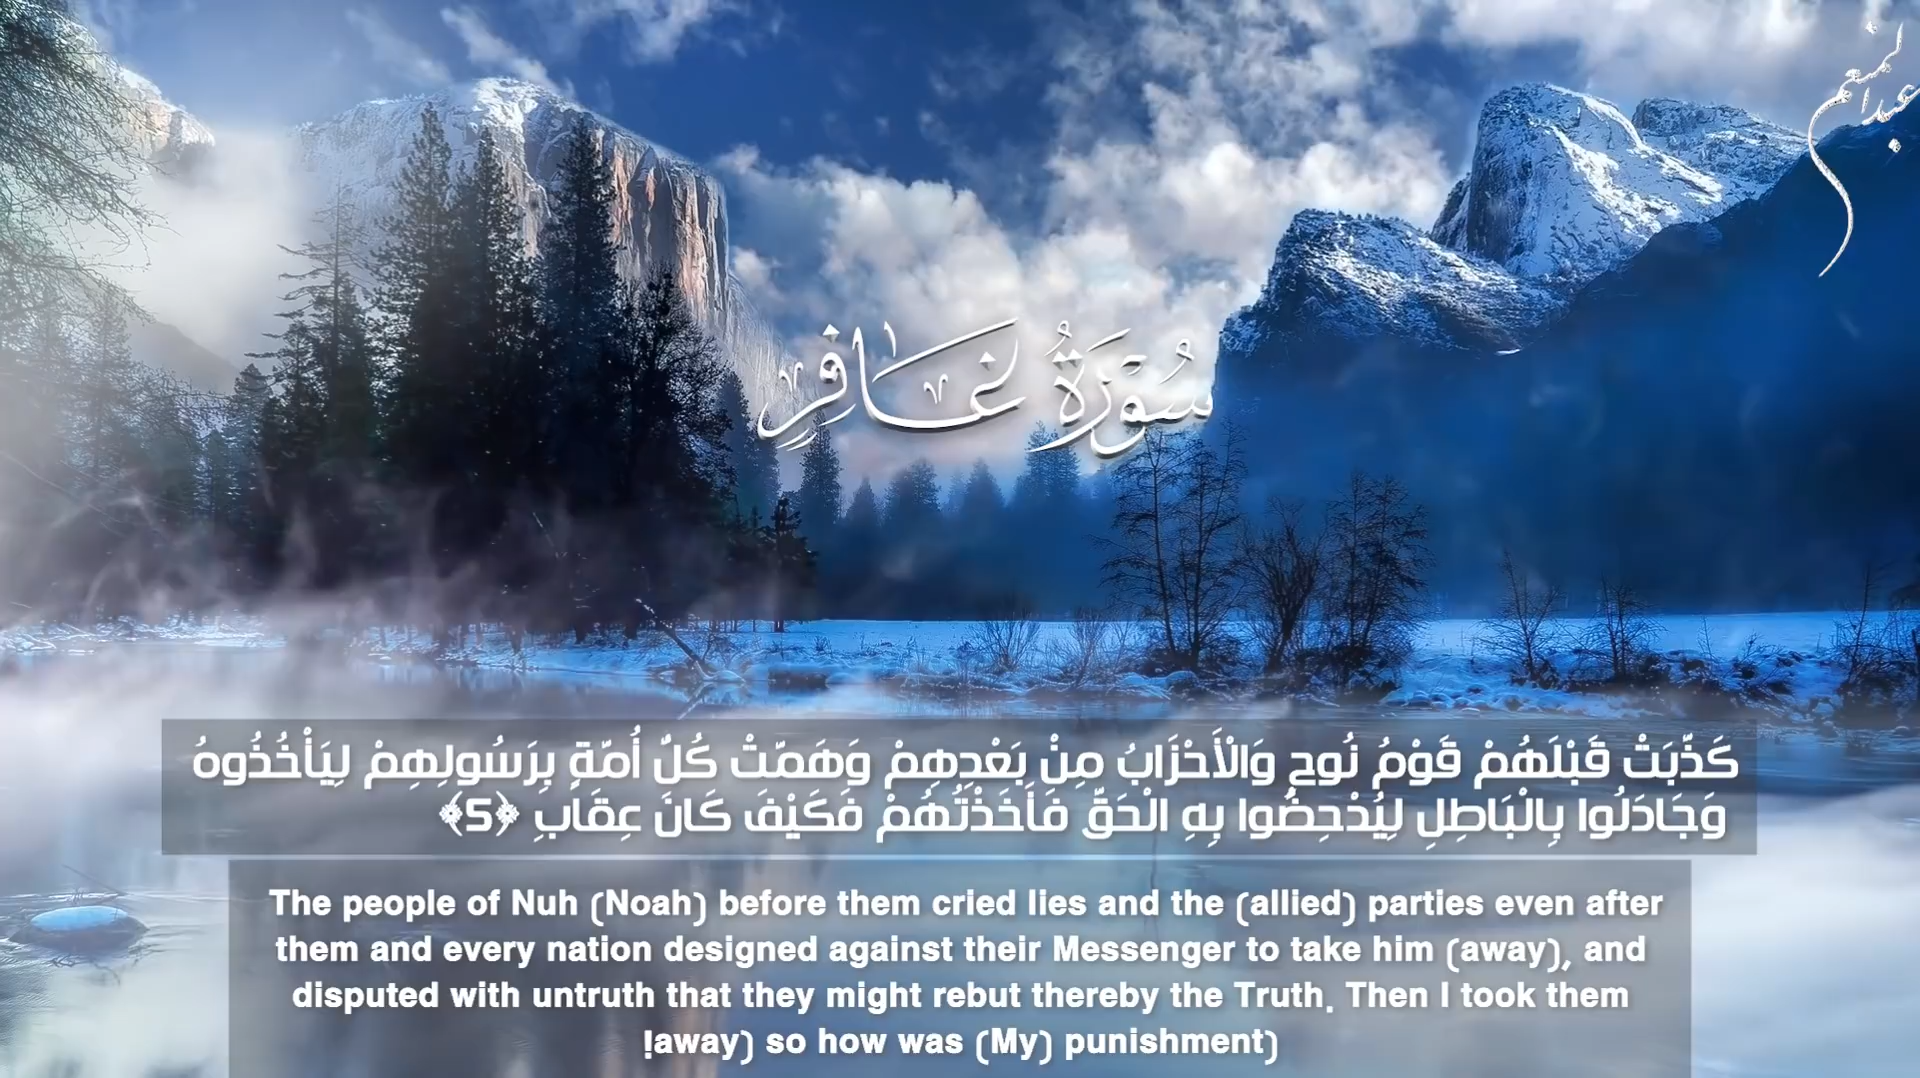 عبدالمنعم
سُوْرَةُ غَافِرٍ
كَذَّبَتْ قَبْلَهُمْ قَوْمُ نُوحٍ وَالْأَحْزَابُ مِنْ بَعْدِهِمْ وَهَمَّتْ كُلُّ أُمَّةٍ بِرَسُولِهِمْ لِيَأْخُذُوهُ
وَجَادَلُوا بِالْبَاطِلِ لِيُدْحِضُوا بِهِ الْحَقَّ فَأَخَذْتُهُمْ فَكَيْفَ كَانَ عِقَابِ ﴿5﴾
The people of Nuh (Noah) before them cried lies and the (allied) parties even after
them and every nation designed against their Messenger to take him (away), and
disputed with untruth that they might rebut thereby the Truth. Then I took them
!away) so how was (My) punishment)